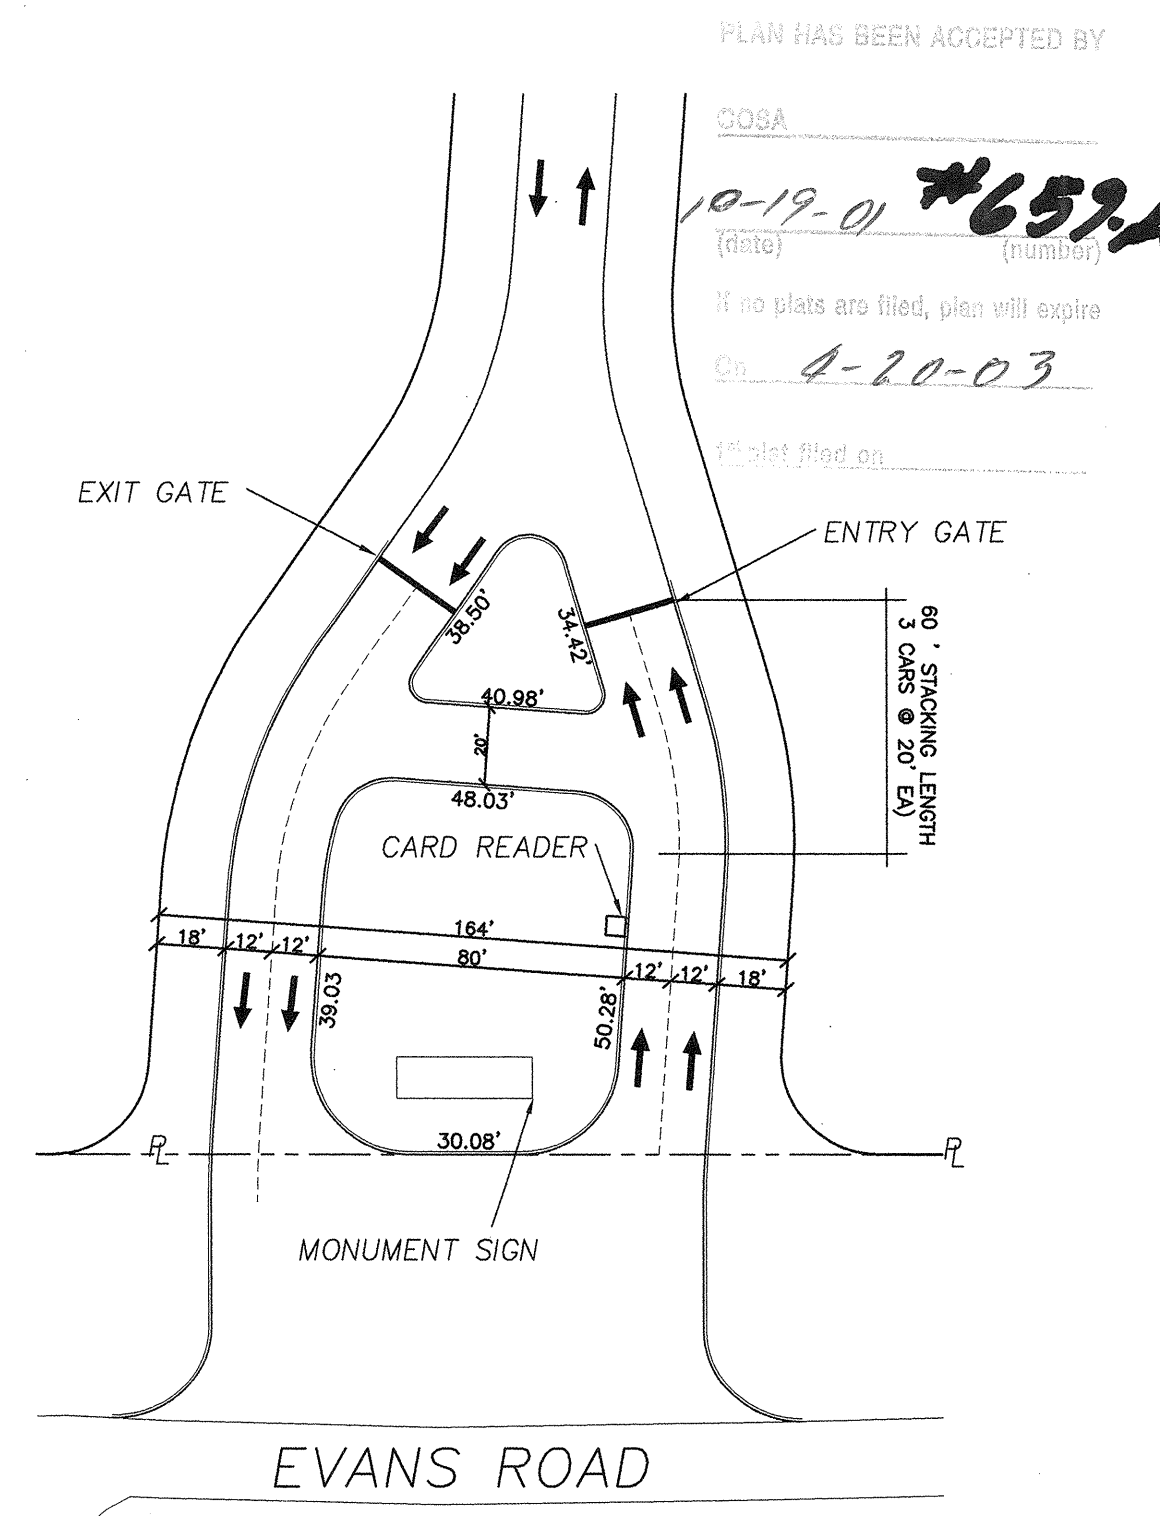 PLAN HAS BEEN ACCEPTED BY
COSA
10-19-01 #659.A
(date) (number)
If no plats are filed, plan will expire
On 4-20-03
1st plat filed on
EXIT GATE
ENTRY GATE
38.50'
34.42'
40.98'
20'
48.03'
60 ' STACKING LENGTH
3 CARS @ 20' EA)
CARD READER
164'
18' 12' 12' 80' 12' 12' 18'
39.03
50.28'
30.08'
PL PL
MONUMENT SIGN
EVANS ROAD